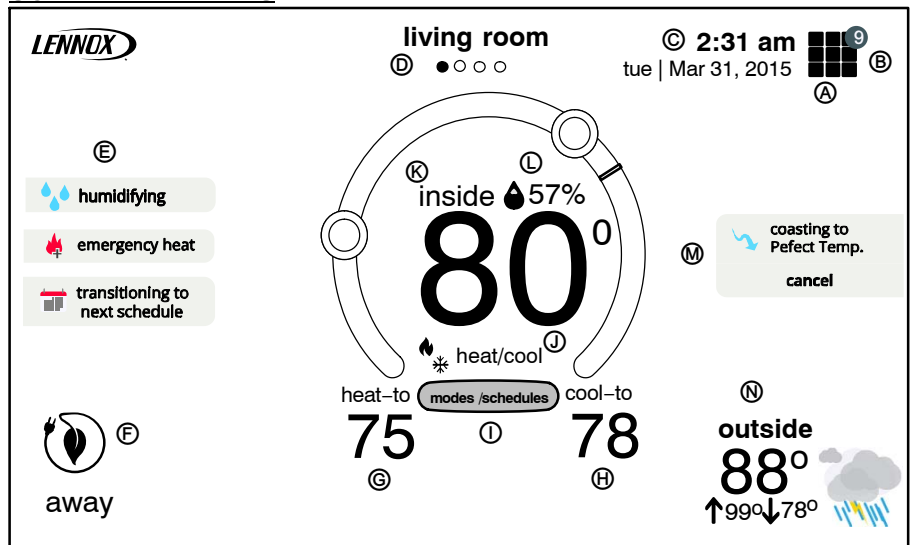 LENNOX
living room
Ⓓ
Ⓒ 2:31 am
tue | Mar 31, 2015
9
Ⓑ
Ⓐ
Ⓔ
humidifying
emergency heat
transitioning to
next schedule
Ⓚ
Ⓛ
inside 57%
80°
Ⓙ
heat/cool
Ⓜ
coasting to
Pefect Temp.
cancel
heat–to
modes /schedules
cool–to
75
78
Ⓖ
Ⓘ
Ⓗ
Ⓕ
away
Ⓝ
outside
88°
↑99°↓78°